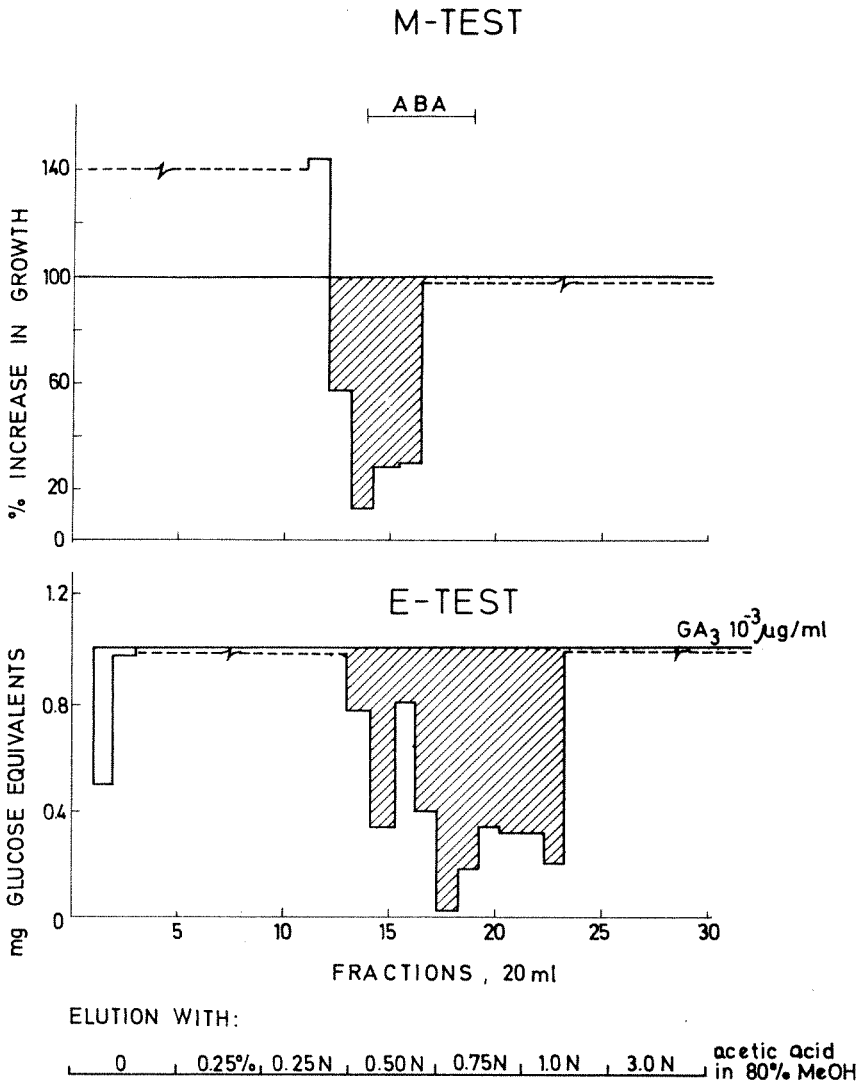 M-TEST
ABA
140
100
60
20
0
% INCREASE IN GROWTH
E-TEST
GA₃ 10⁻³ µg/ml
1.2
0.8
0.4
0
mg GLUCOSE EQUIVALENTS
5 10 15 20 25 30
FRACTIONS , 20 ml
ELUTION WITH:
0 0.25% 0.25 N 0.50 N 0.75 N 1.0 N 3.0 N acetic acid
in 80% MeOH